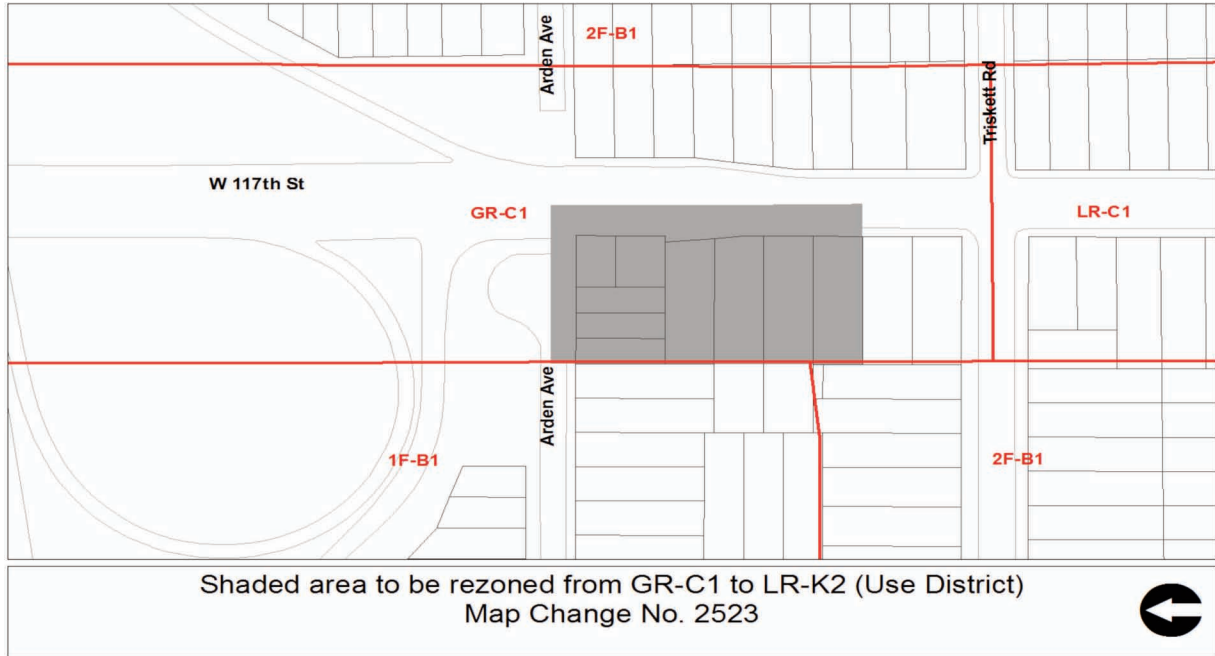 2F-B1
Arden Ave
Triskett Rd
W 117th St
GR-C1
LR-C1
Arden Ave
1F-B1
2F-B1
Shaded area to be rezoned from GR-C1 to LR-K2 (Use District)
Map Change No. 2523